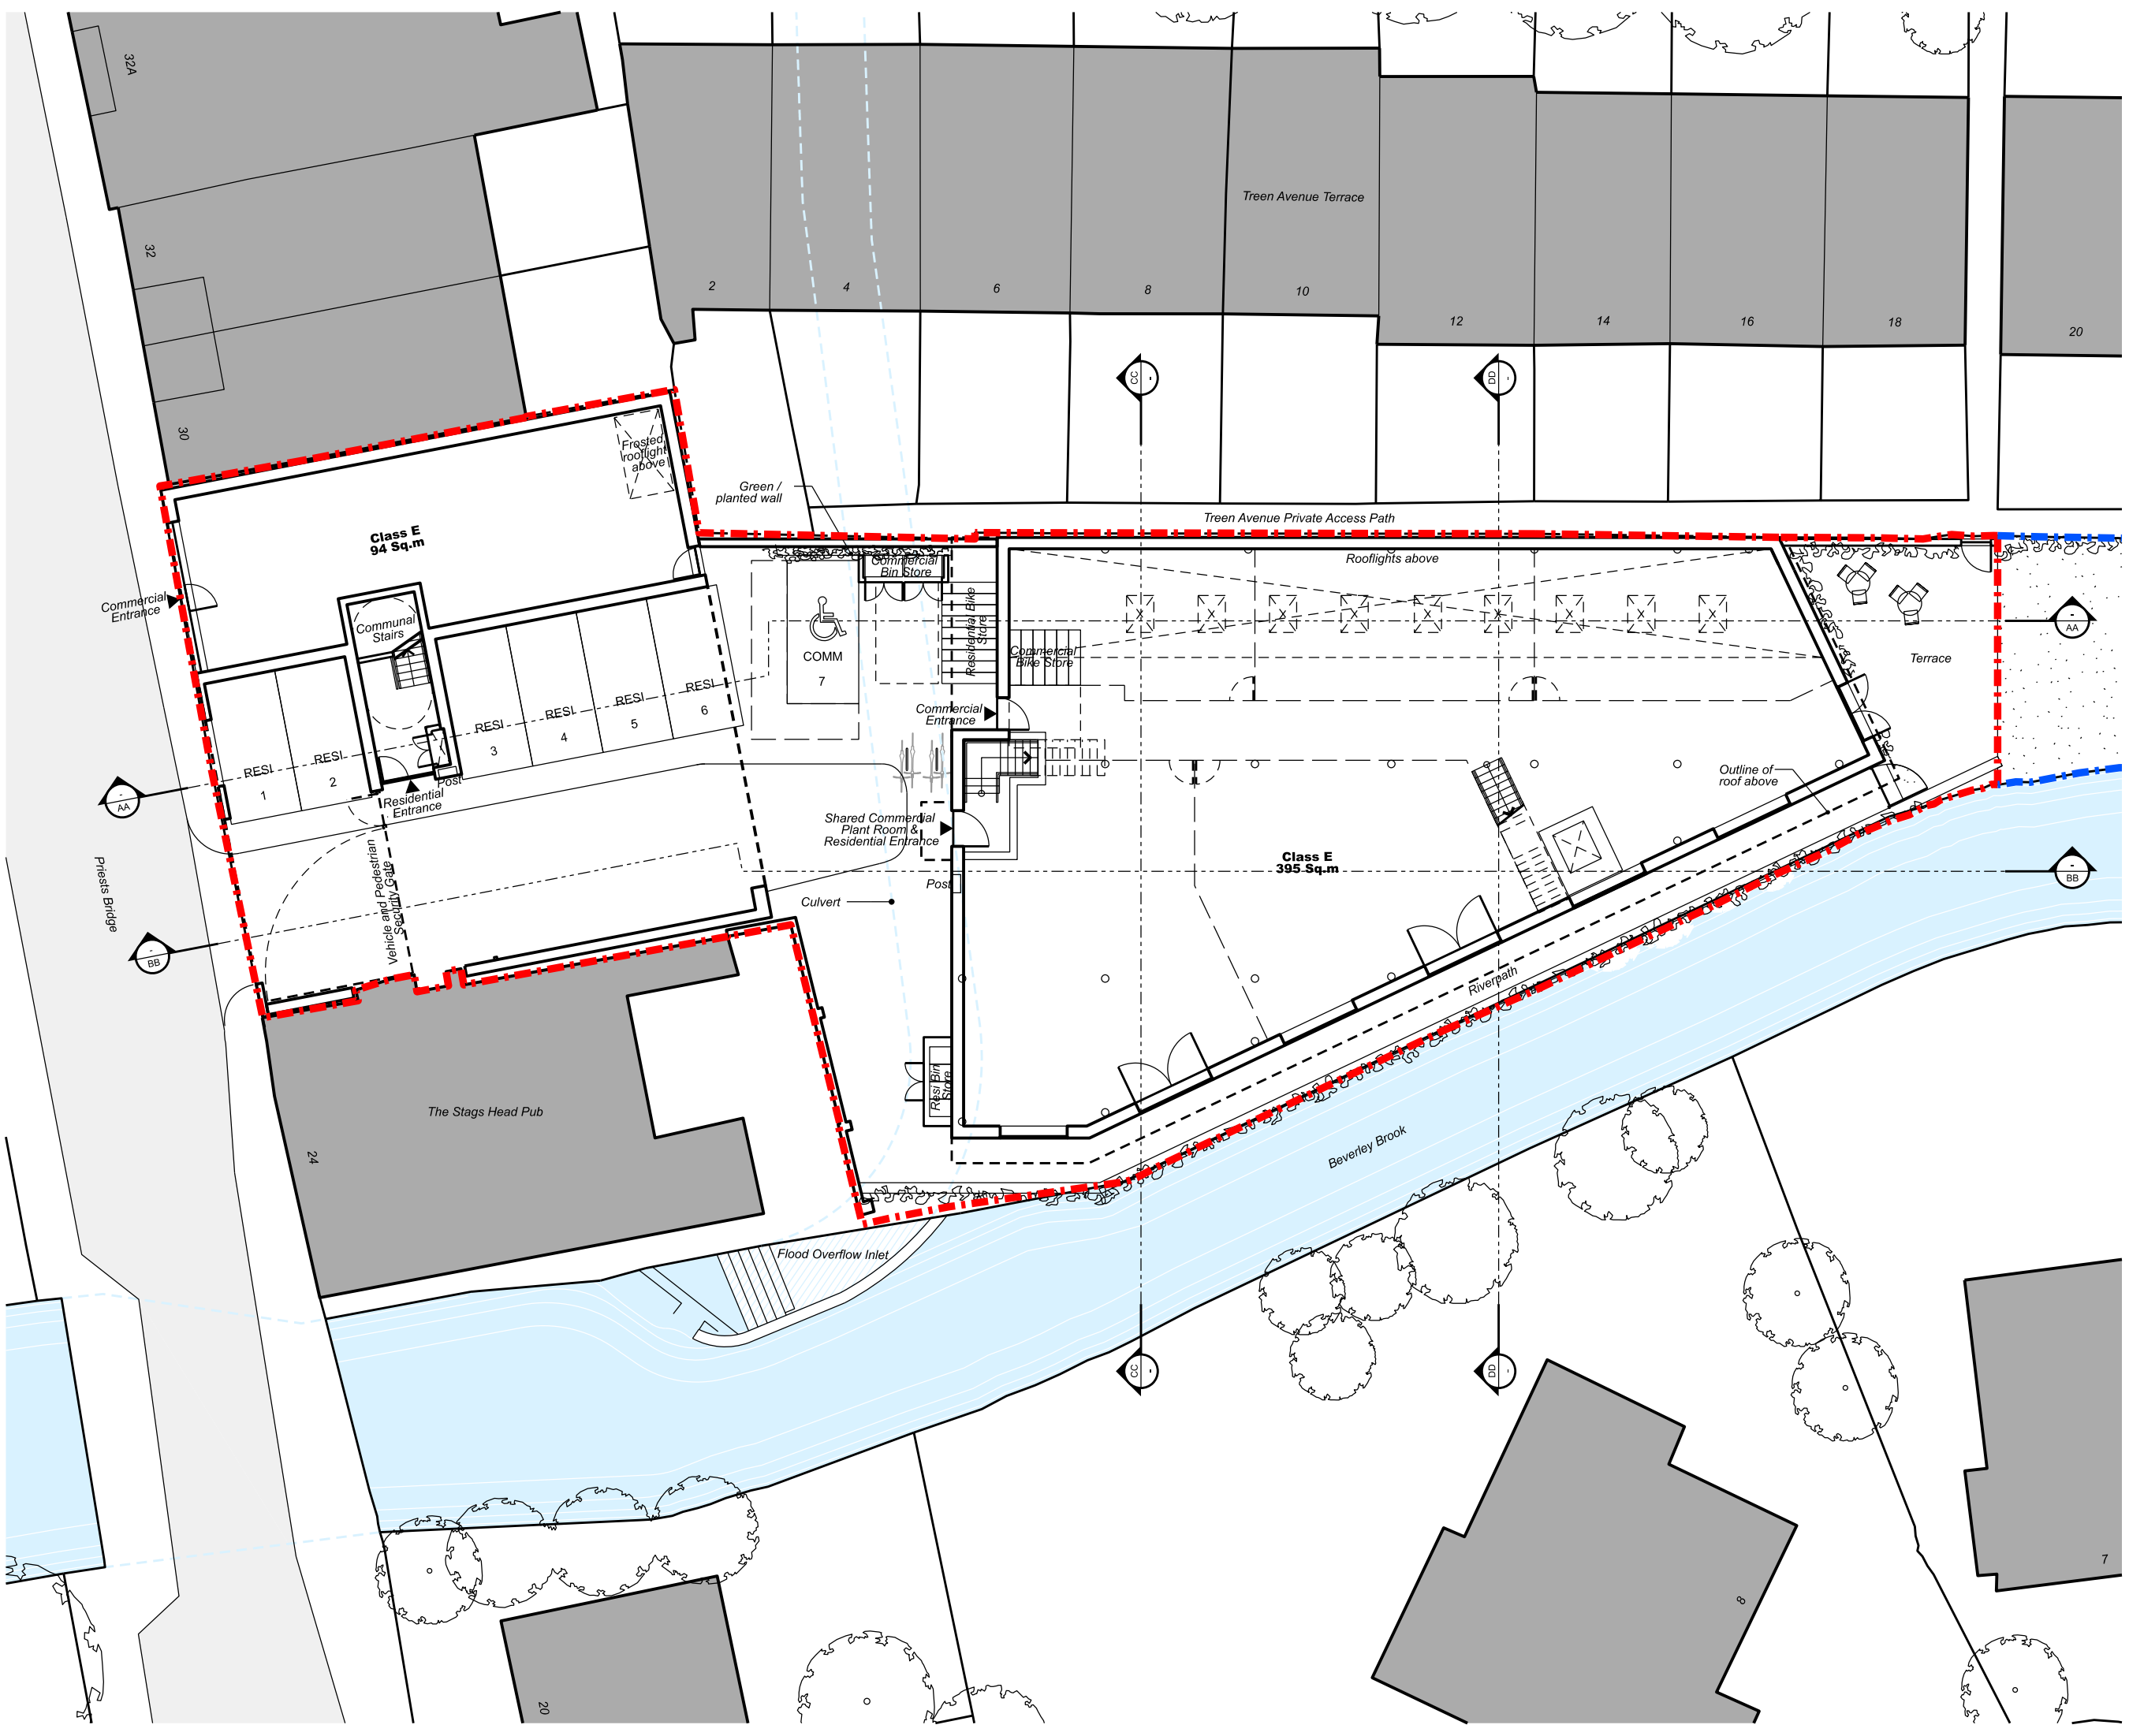 32A
32
30
Treen Avenue Terrace
2
4
6
8
10
12
14
16
18
20
CC
-
DD
-
Frosted
rooflight
above
Green /
planted wall
Treen Avenue Private Access Path
Class E
94 Sq.m
Commercial
Entrance
Communal
Stairs
Commercial
Bin Store
Residential Bike
Store
Commercial
Bike Store
Rooflights above
COMM
7
RESI
1
RESI
2
RESI
3
RESI
4
RESI
5
RESI
6
Commercial
Entrance
Terrace
-
AA
-
AA
Post
Residential
Entrance
Outline of
roof above
Shared Commercial
Plant Room &
Residential Entrance
Class E
395 Sq.m
Post
Culvert
Priests Bridge
Vehicle and Pedestrian
Security Gate
-
BB
-
BB
Riverpath
Resi Bin
Store
The Stags Head Pub
24
Beverley Brook
Flood Overflow Inlet
CC
-
DD
-
20
8
7